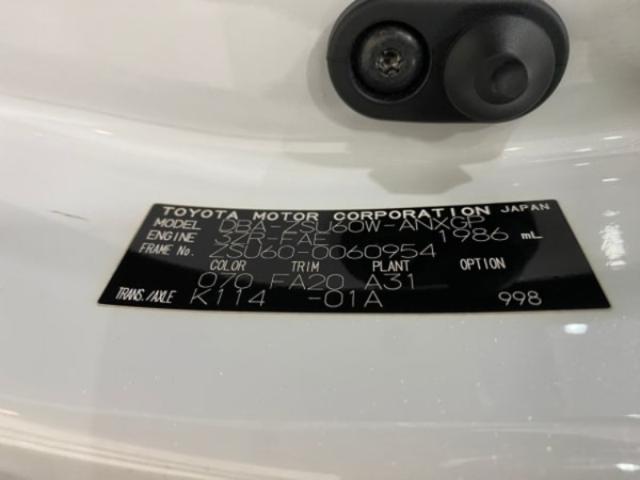 TOYOTA MOTOR CORPORATION JAPAN
MODEL DBA-ZSU60W-ANXGP
ENGINE 3ZR-FAE 1986 mL
FRAME No. ZSU60-0060954
COLOR TRIM PLANT OPTION
070 FA20 A31
TRANS./AXLE K114 -01A 998